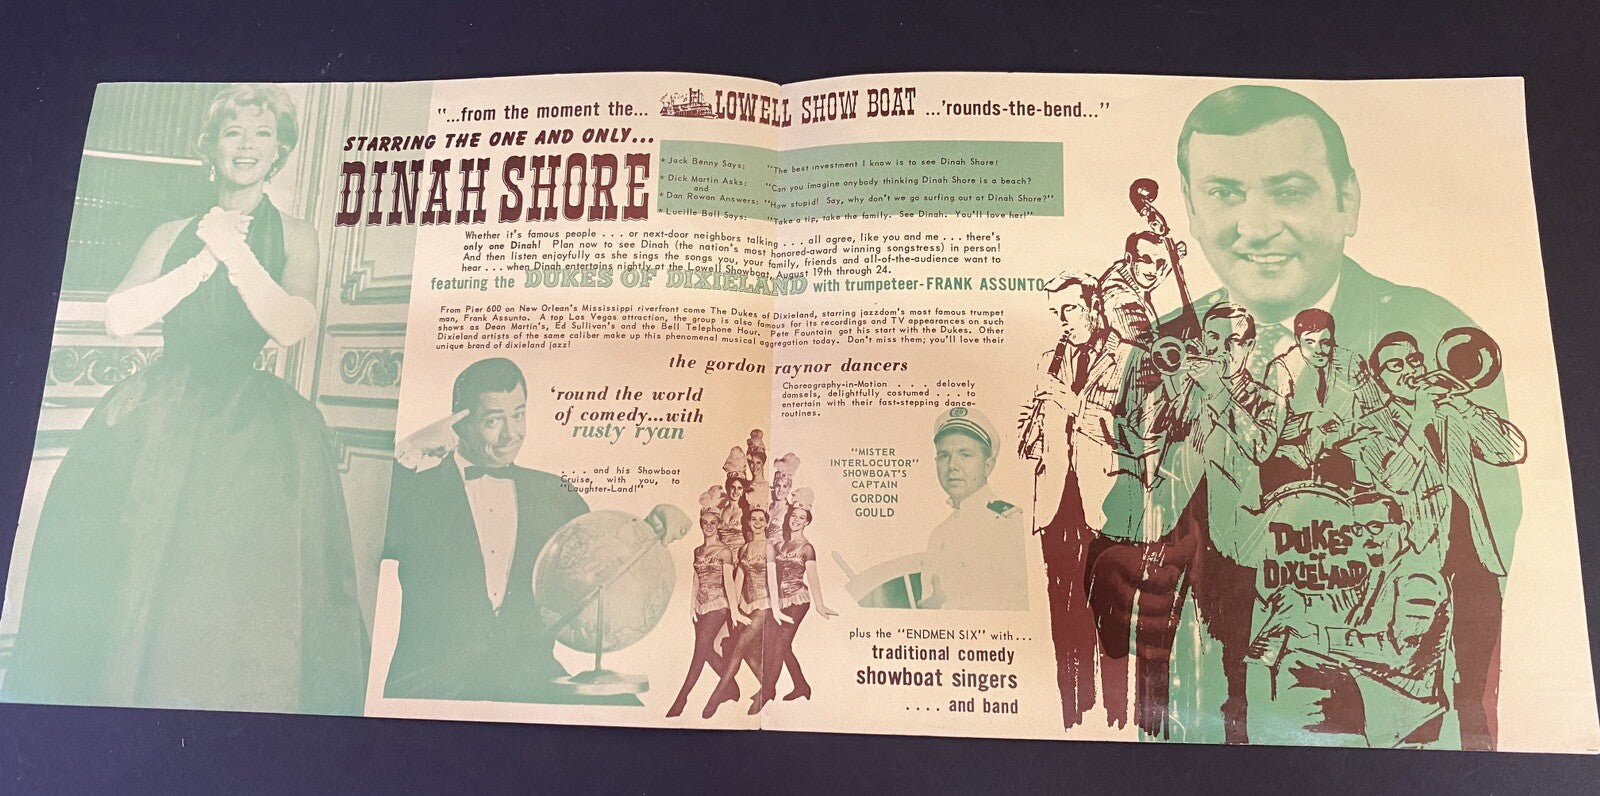 "...from the moment the... LOWELL SHOW BOAT ...'rounds-the-bend..."
STARRING THE ONE AND ONLY...
DINAH SHORE
* Jack Benny Says: "The best investment I know is to see Dinah Shore!
* Dick Martin Asks: "Can you imagine anybody thinking Dinah Shore is a beach?
and
* Dan Rowan Answers: "How stupid! Say, why don't we go surfing out at Dinah Shore?"
* Lucille Ball Says: "Take a tip, take the family. See Dinah. You'll love her!"
Whether it's famous people . . . or next-door neighbors talking . . . all agree, like you and me . . . there's
only one Dinah! Plan now to see Dinah (the nation's most honored-award winning songstress) in person!
And then listen enjoyably as she sings the songs you, your family, friends and all-of-the-audience want to
hear . . . when Dinah entertains nightly at the Lowell Showboat, August 19th through 24.
featuring the DUKES OF DIXIELAND with trumpeteer-FRANK ASSUNTO
From Pier 600 on New Orlean's Mississippi riverfront come The Dukes of Dixieland, starring jazzdom's most famous trumpet
man, Frank Assunto. A top Las Vegas attraction, the group is also famous for its recordings and TV appearances on such
shows as Dean Martin's, Ed Sullivan's and the Bell Telephone Hour. Pete Fountain got his start with the Dukes. Other
Dixieland artists of the same caliber make up this phenomenal musical aggregation today. Don't miss them; you'll love their
unique brand of dixieland jazz!
the gordon raynor dancers
Choreography-in-Motion . . . delovely
damsels, delightfully costumed . . . to
entertain with their fast-stepping dance-
routines.
'round the world
of comedy...with
rusty ryan
. . . and his Showboat
Cruise, with you, to
"Laughter-Land!"
"MISTER
INTERLOCUTOR"
SHOWBOAT'S
CAPTAIN
GORDON
GOULD
plus the "ENDMEN SIX" with...
traditional comedy
showboat singers
. . . . and band
DUKES
OF
DIXIELAND